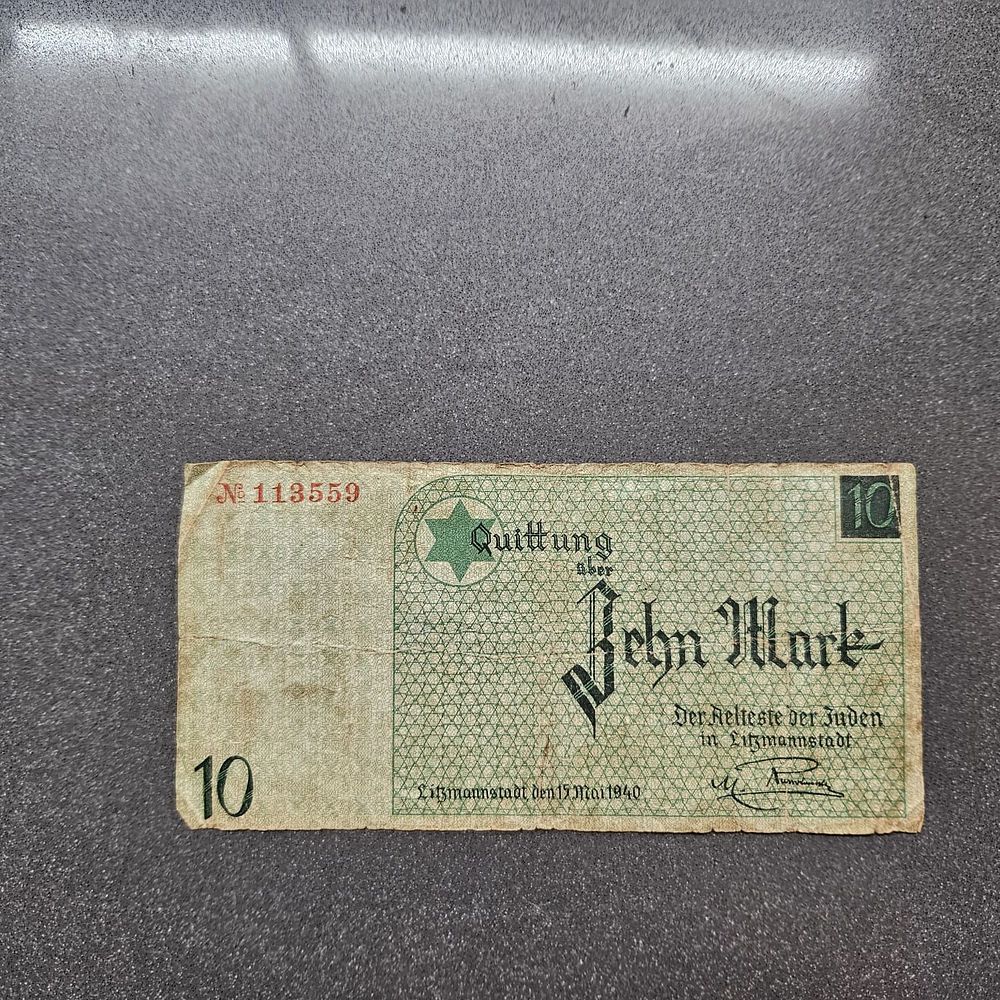 № 113559
10
Quittung
über
Zehn Mark
Der Aelteste der Juden
in Litzmannstadt
10
Litzmannstadt den 15 Mai 1940